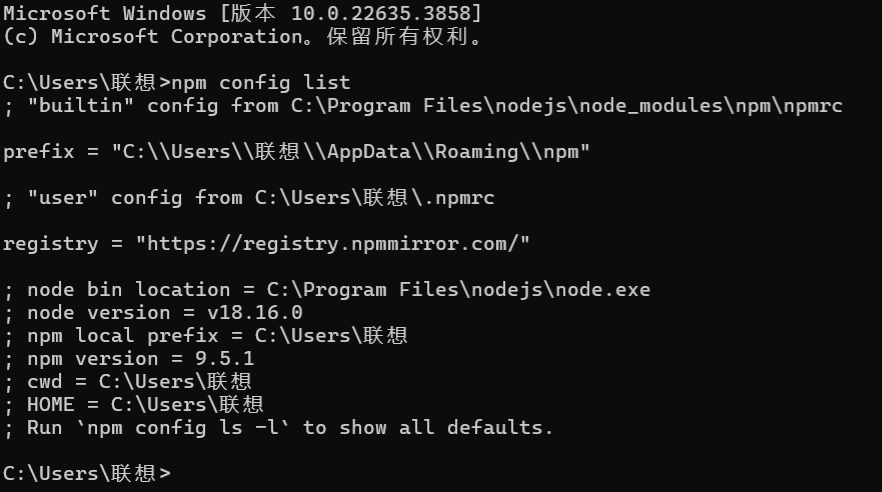 Microsoft Windows [版本 10.0.22635.3858]
(c) Microsoft Corporation。保留所有权利。
C:\Users\联想>npm config list
; "builtin" config from C:\Program Files\nodejs\node_modules\npm\npmrc
prefix = "C:\\Users\\联想\\AppData\\Roaming\\npm"
; "user" config from C:\Users\联想\.npmrc
registry = "https://registry.npmmirror.com/"
; node bin location = C:\Program Files\nodejs\node.exe
; node version = v18.16.0
; npm local prefix = C:\Users\联想
; npm version = 9.5.1
; cwd = C:\Users\联想
; HOME = C:\Users\联想
; Run `npm config ls -l` to show all defaults.
C:\Users\联想>